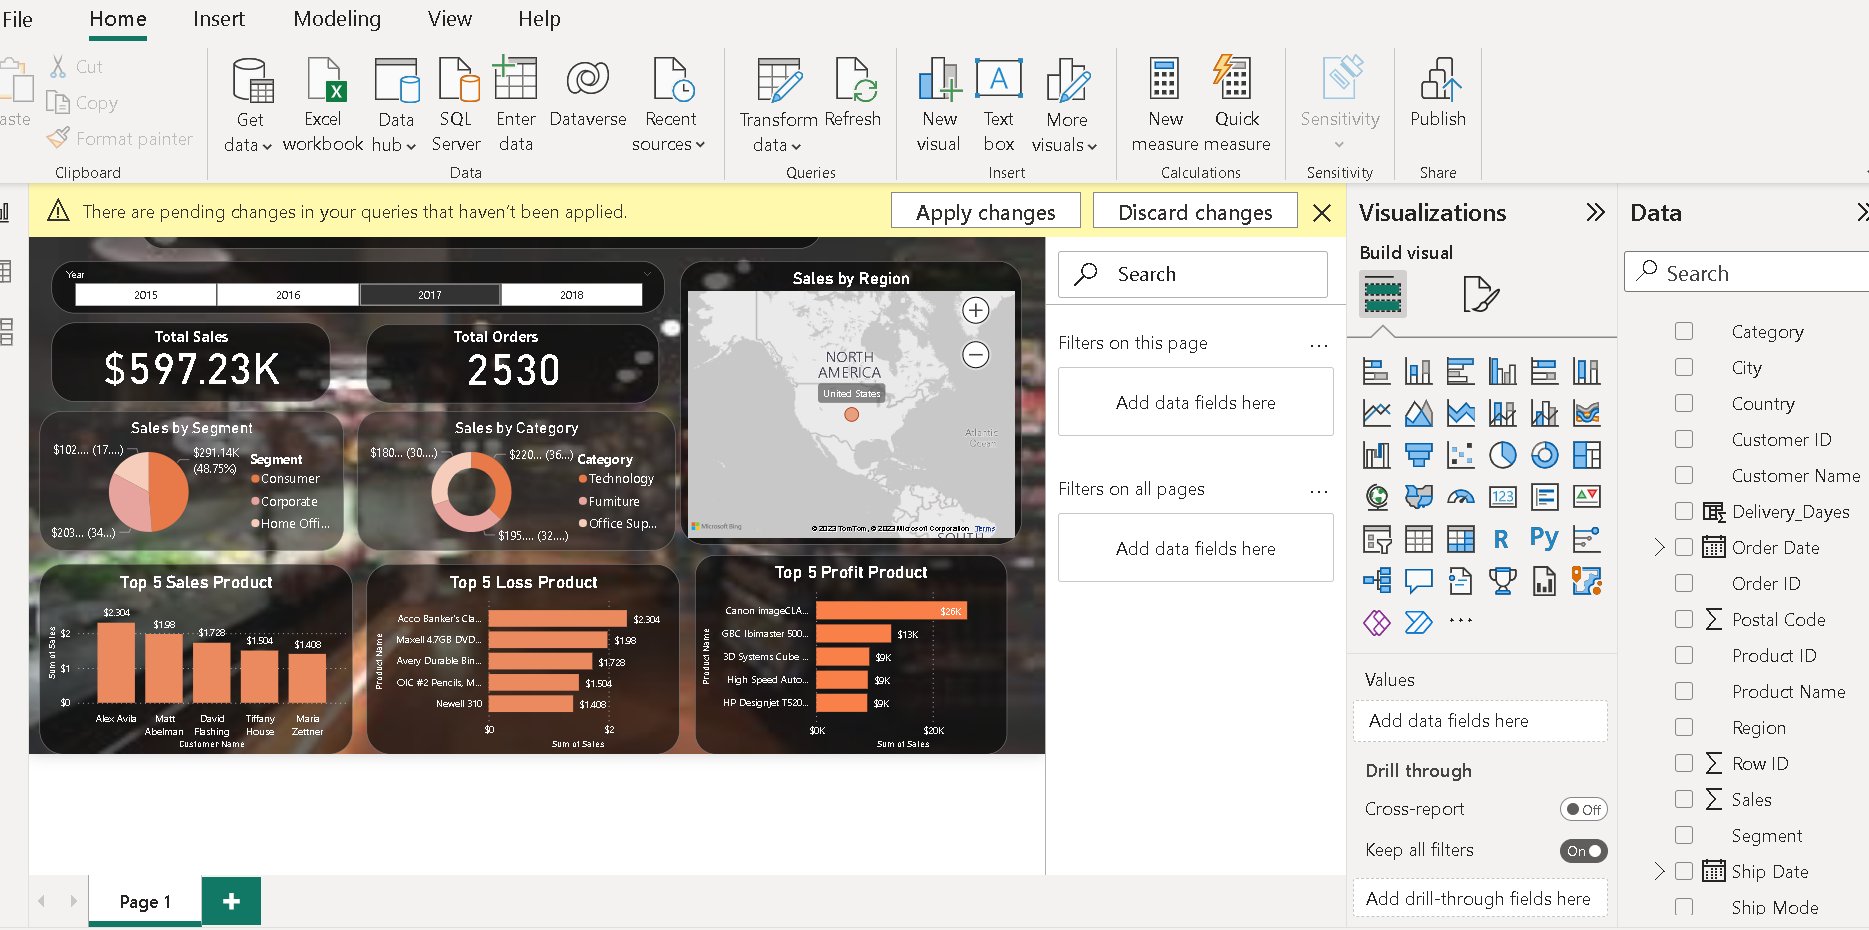 File Home Insert Modeling View Help
aste
Cut
Copy
Format painter
Clipboard
Get data
Excel workbook
Data hub
SQL Server
Enter data
Dataverse
Recent sources
Data
Transform data
Refresh
Queries
New visual
Text box
More visuals
Insert
New measure
Quick measure
Calculations
Sensitivity
Sensitivity
Publish
Share
There are pending changes in your queries that haven't been applied.
Apply changes
Discard changes
Year
2015 2016 2017 2018
Total Sales
$597.23K
Total Orders
2530
Sales by Region
NORTH
AMERICA
United States
Atlantic
Ocean
Microsoft Bing
© 2023 TomTom, © 2023 Microsoft Corporation Terms
SOUTH
Sales by Segment
$102.... (17....)
$291.14K
(48.75%)
$203... (34...)
Segment
Consumer
Corporate
Home Offi...
Sales by Category
$180... (30....)
$220... (36...)
$195.... (32....)
Category
Technology
Furniture
Office Sup...
Top 5 Sales Product
Sum of Sales
$2
$1
$0
$2.304
$1.98
$1.728
$1.504
$1.408
Alex Avila
Matt Abelman
David Flashing
Tiffany House
Maria Zettner
Customer Name
Top 5 Loss Product
Product Name
Acco Banker's Cla... $2.304
Maxell 4.7GB DVD... $1.98
Avery Durable Bin... $1.728
OIC #2 Pencils, M... $1.504
Newell 310 $1.408
$0 $2
Sum of Sales
Top 5 Profit Product
Product Name
Canon imageCLA... $26K
GBC Ibimaster 500... $13K
3D Systems Cube ... $9K
High Speed Auto... $9K
HP Designjet T520... $9K
$0K $20K
Sum of Sales
Search
Filters on this page ...
Add data fields here
Filters on all pages ...
Add data fields here
Visualizations
Build visual
123
R Py
...
Values
Add data fields here
Drill through
Cross-report Off
Keep all filters On
Add drill-through fields here
Data
Search
Category
City
Country
Customer ID
Customer Name
Delivery_Dayes
Order Date
Order ID
Postal Code
Product ID
Product Name
Region
Row ID
Sales
Segment
Ship Date
Ship Mode
Page 1